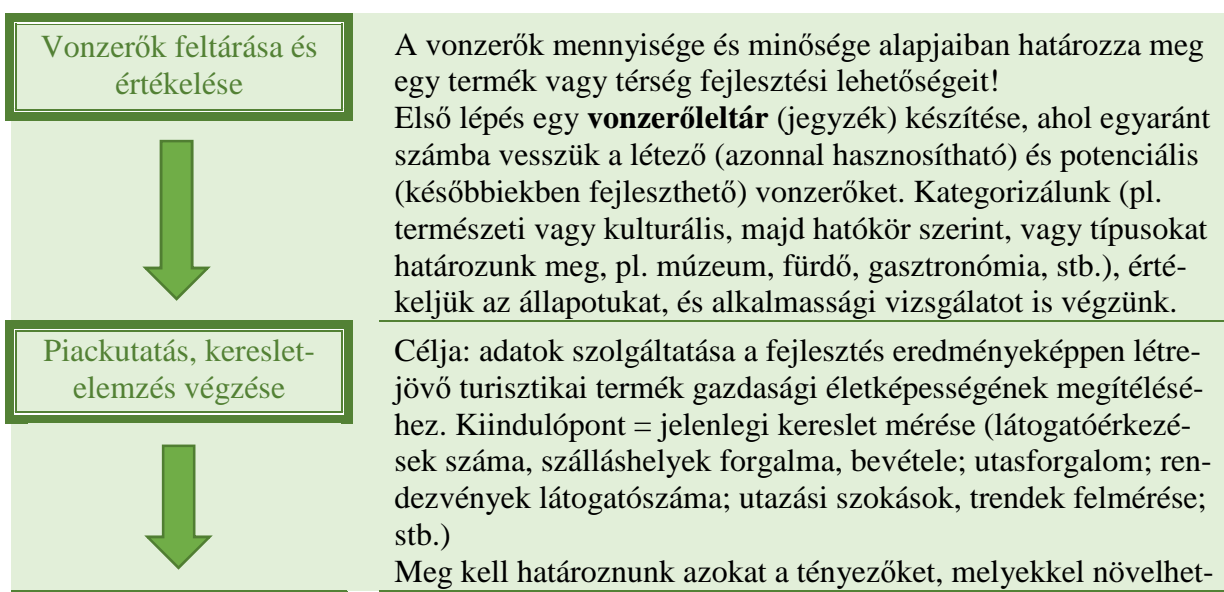 Vonzerők feltárása és
értékelése
A vonzerők mennyisége és minősége alapjaiban határozza meg
egy termék vagy térség fejlesztési lehetőségeit!
Első lépés egy vonzerőleltár (jegyzék) készítése, ahol egyaránt
számba vesszük a létező (azonnal hasznosítható) és potenciális
(későbbiekben fejleszthető) vonzerőket. Kategorizálunk (pl.
természeti vagy kulturális, majd hatókör szerint, vagy típusokat
határozunk meg, pl. múzeum, fürdő, gasztronómia, stb.), érté-
keljük az állapotukat, és alkalmassági vizsgálatot is végzünk.
Piackutatás, kereslet-
elemzés végzése
Célja: adatok szolgáltatása a fejlesztés eredményeképpen létre-
jövő turisztikai termék gazdasági életképességének megítélésé-
hez. Kiindulópont = jelenlegi kereslet mérése (látogatóérkezé-
sek száma, szálláshelyek forgalma, bevétele; utasforgalom; ren-
dezvények látogatószáma; utazási szokások, trendek felmérése;
stb.)
Meg kell határoznunk azokat a tényezőket, melyekkel növelhet-